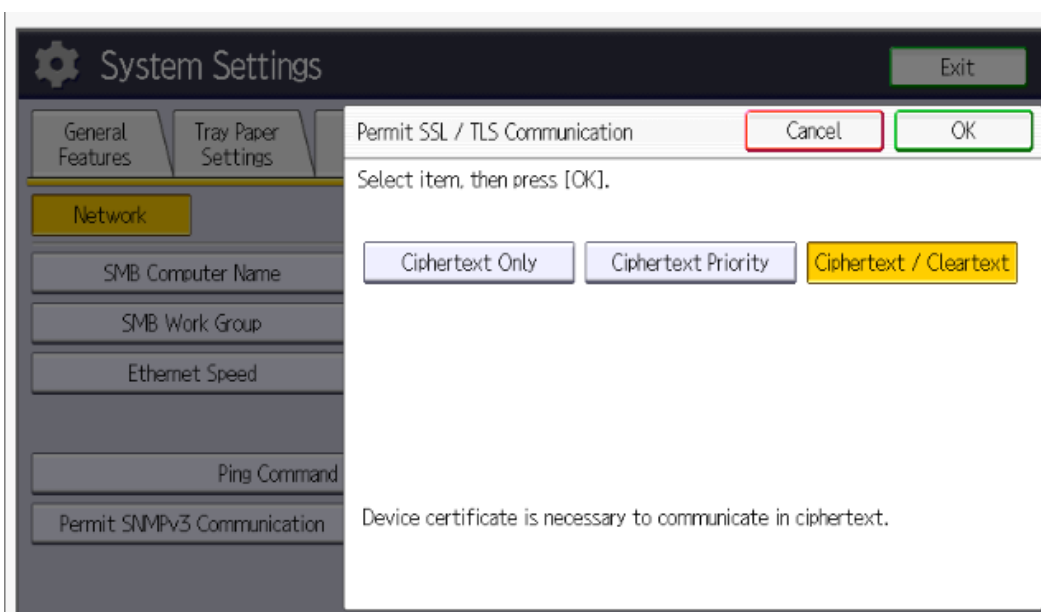 System Settings
Exit
General
Features
Tray Paper
Settings
Permit SSL / TLS Communication
Cancel
OK
Select item, then press [OK].
Network
Ciphertext Only
Ciphertext Priority
Ciphertext / Cleartext
SMB Computer Name
SMB Work Group
Ethernet Speed
Ping Command
Permit SNMPv3 Communication
Device certificate is necessary to communicate in ciphertext.